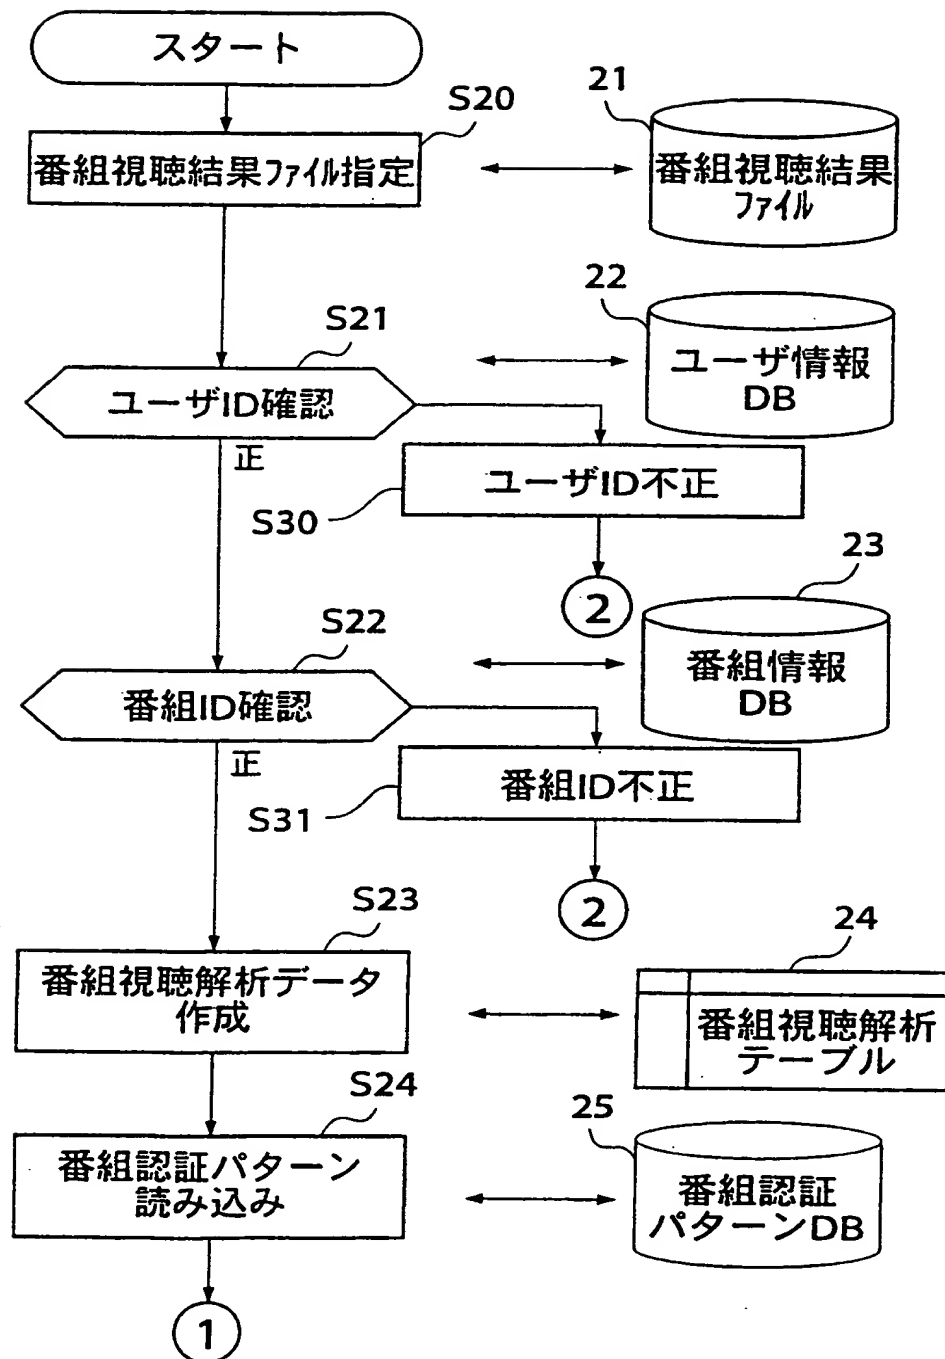 スタート
S20
番組視聴結果ファイル指定
21
番組視聴結果
ファイル
S21
ユーザID確認
正
22
ユーザ情報
DB
S30
ユーザID不正
2
S22
番組ID確認
正
23
番組情報
DB
S31
番組ID不正
2
S23
番組視聴解析データ
作成
24
番組視聴解析
テーブル
S24
番組認証パターン
読み込み
25
番組認証
パターンDB
1